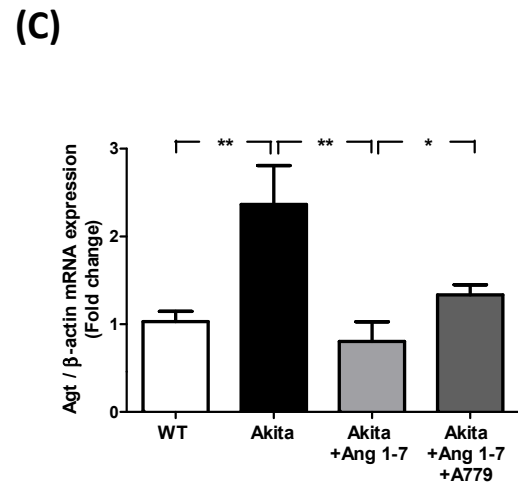 (C)
Agt / β-actin mRNA expression
(Fold change)
3
2
1
0
** ** *
WT Akita Akita Akita
+Ang 1-7 +Ang 1-7
+A779